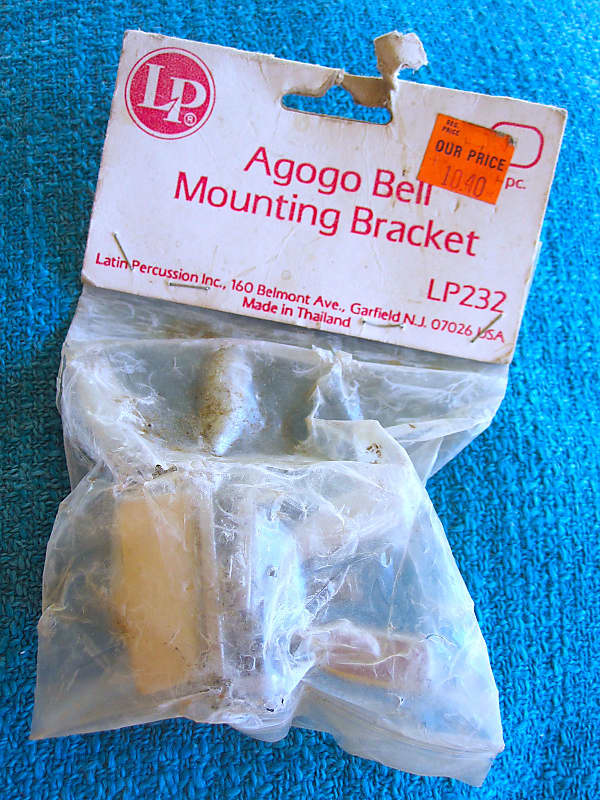 LP®
REG.
PRICE
OUR PRICE
10.40
pc.
Agogo Bell
Mounting Bracket
LP232
Latin Percussion Inc., 160 Belmont Ave., Garfield N.J. 07026 USA
Made in Thailand